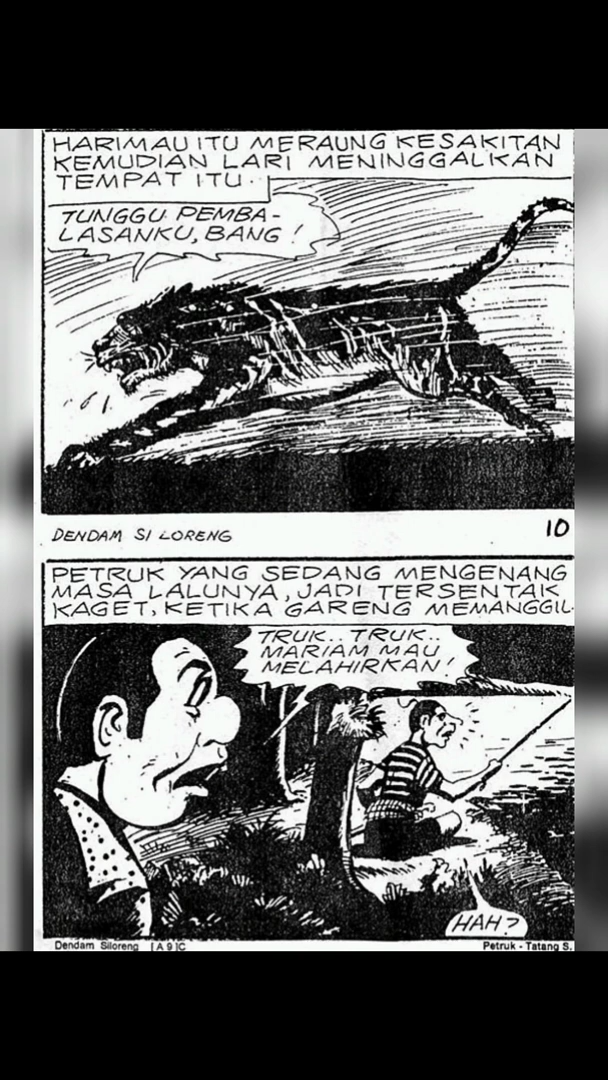 HARIMAU ITU MERAUNG KESAKITAN
KEMUDIAN LARI MENINGGALKAN
TEMPAT ITU.
TUNGGU PEMBA-
LASANKU, BANG!
DENDAM SI LORENG
10
PETRUK YANG SEDANG MENGENANG
MASA LALUNYA, JADI TERSENTAK
KAGET, KETIKA GARENG MEMANGGIL.
TRUK.. TRUK..
MARIAM MAU
MELAHIRKAN!
HAH?
Dendam Siloreng [A 9]C
Petruk - Tatang S.